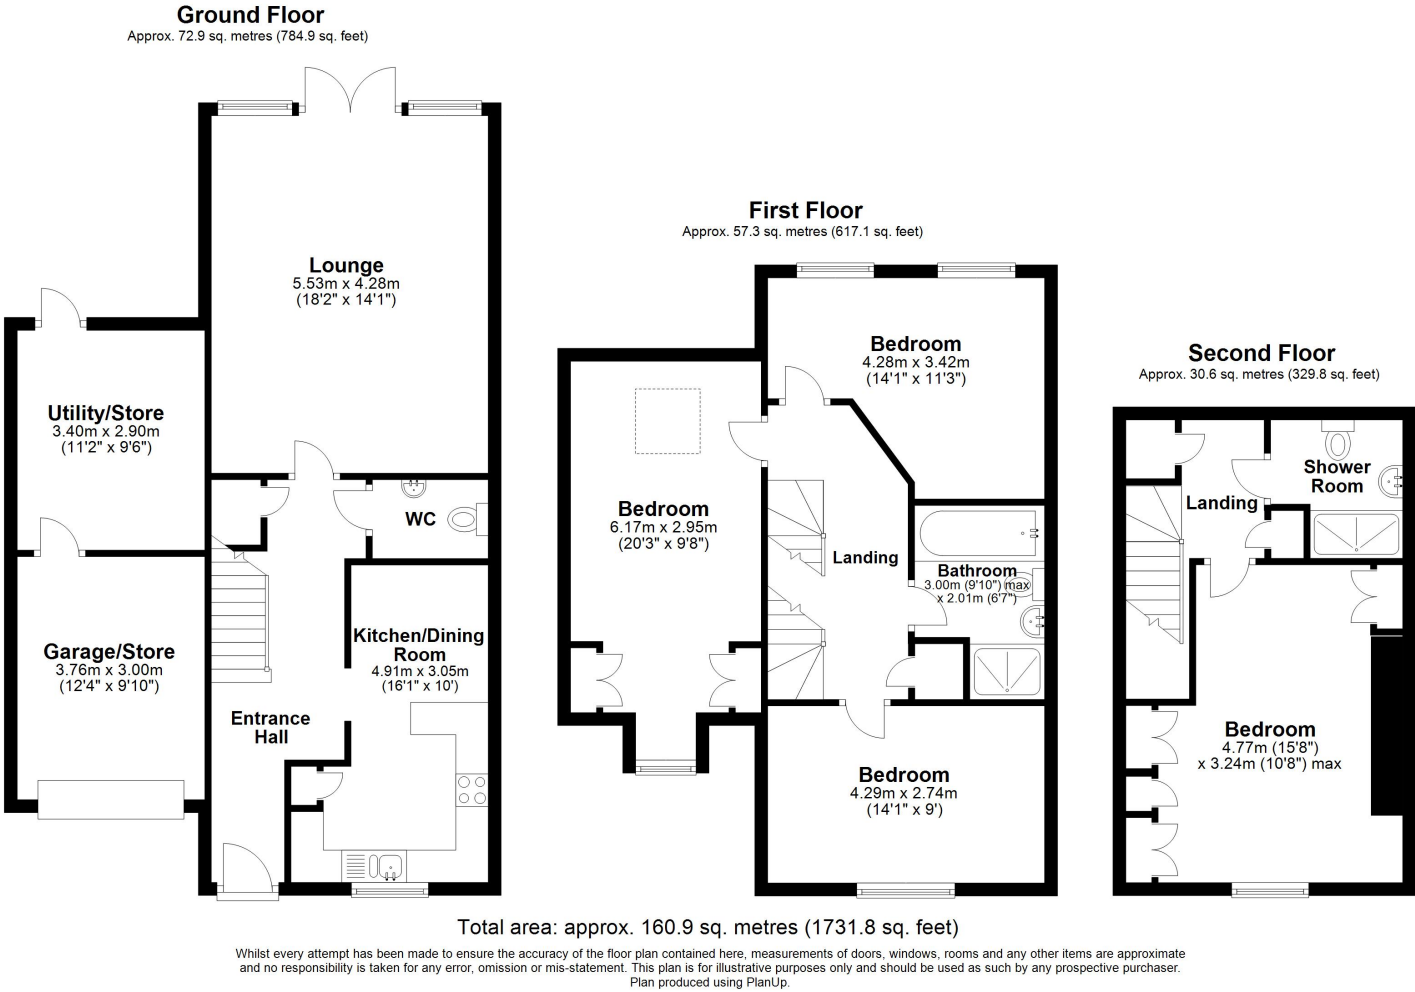 Ground Floor
Approx. 72.9 sq. metres (784.9 sq. feet)
Lounge
5.53m x 4.28m
(18'2" x 14'1")
Utility/Store
3.40m x 2.90m
(11'2" x 9'6")
WC
Garage/Store
3.76m x 3.00m
(12'4" x 9'10")
Kitchen/Dining
Room
4.91m x 3.05m
(16'1" x 10')
Entrance
Hall
First Floor
Approx. 57.3 sq. metres (617.1 sq. feet)
Bedroom
4.28m x 3.42m
(14'1" x 11'3")
Bedroom
6.17m x 2.95m
(20'3" x 9'8")
Landing
Bathroom
3.00m (9'10") max
x 2.01m (6'7")
Bedroom
4.29m x 2.74m
(14'1" x 9')
Second Floor
Approx. 30.6 sq. metres (329.8 sq. feet)
Shower
Room
Landing
Bedroom
4.77m (15'8")
x 3.24m (10'8") max
Total area: approx. 160.9 sq. metres (1731.8 sq. feet)
Whilst every attempt has been made to ensure the accuracy of the floor plan contained here, measurements of doors, windows, rooms and any other items are approximate
and no responsibility is taken for any error, omission or mis-statement. This plan is for illustrative purposes only and should be used as such by any prospective purchaser.
Plan produced using PlanUp.